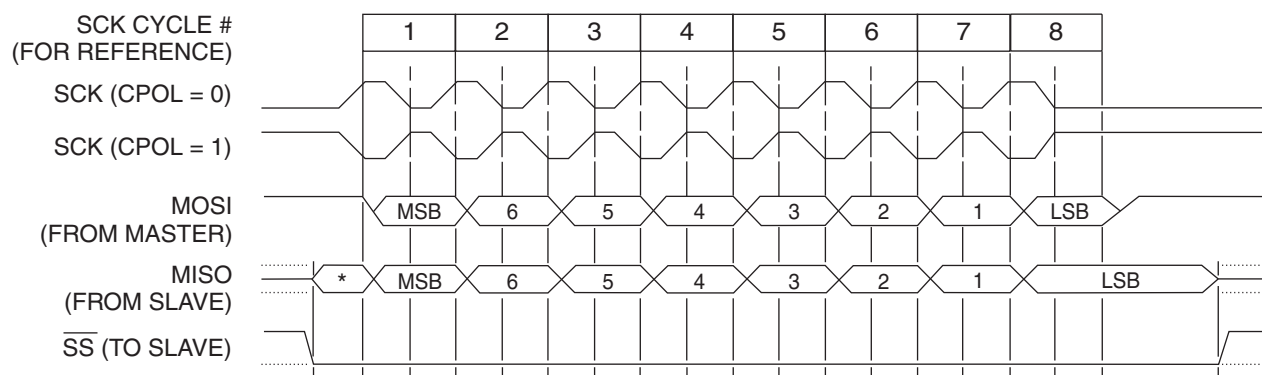 SCK CYCLE #
(FOR REFERENCE)
1 2 3 4 5 6 7 8
SCK (CPOL = 0)
SCK (CPOL = 1)
MOSI
(FROM MASTER)
MSB 6 5 4 3 2 1 LSB
MISO
(FROM SLAVE)
* MSB 6 5 4 3 2 1 LSB
S̅S̅ (TO SLAVE)